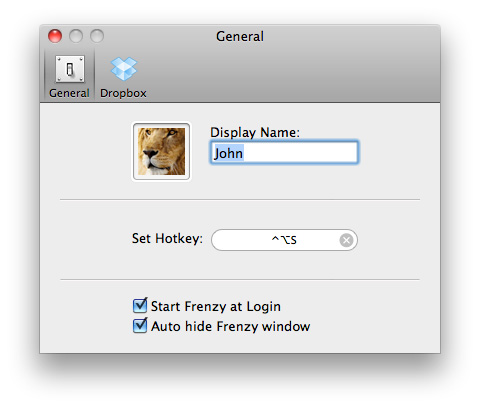 General
General
Dropbox
Display Name:
John
Set Hotkey:
^⌥S
Start Frenzy at Login
Auto hide Frenzy window